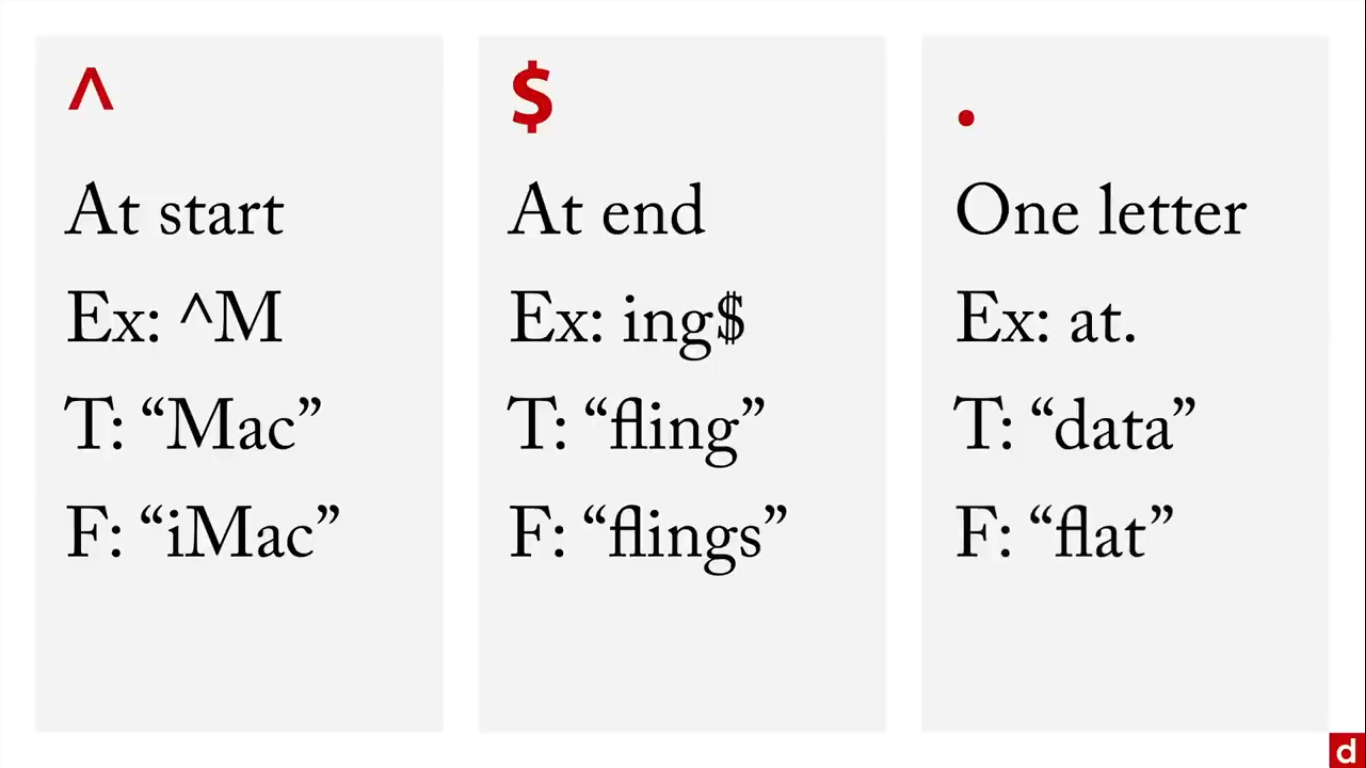 ^
At start
Ex: ^M
T: “Mac”
F: “iMac”
$
At end
Ex: ing$
T: “fling”
F: “flings”
.
One letter
Ex: at.
T: “data”
F: “flat”
d